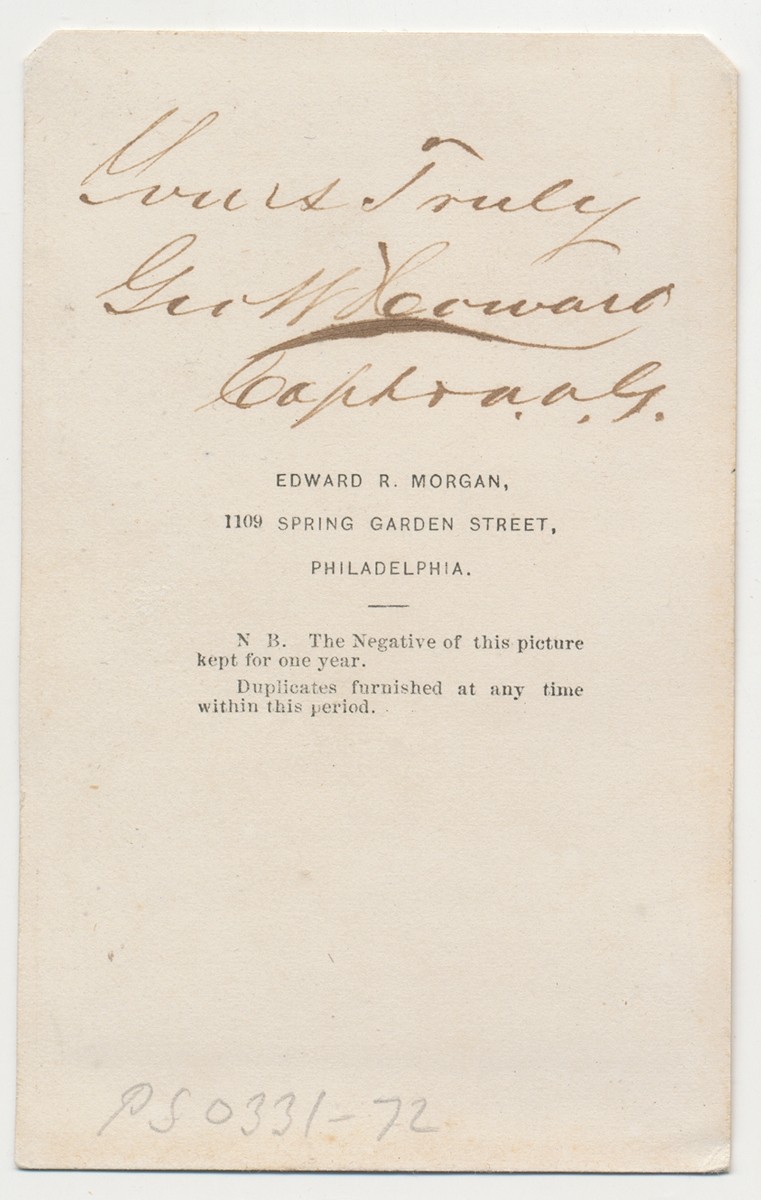 Yours Truly
Geo W Howard
Capt & a.a.G.
EDWARD R. MORGAN,
1109 SPRING GARDEN STREET,
PHILADELPHIA.
N B. The Negative of this picture
kept for one year.
Duplicates furnished at any time
within this period.
PS0331-72